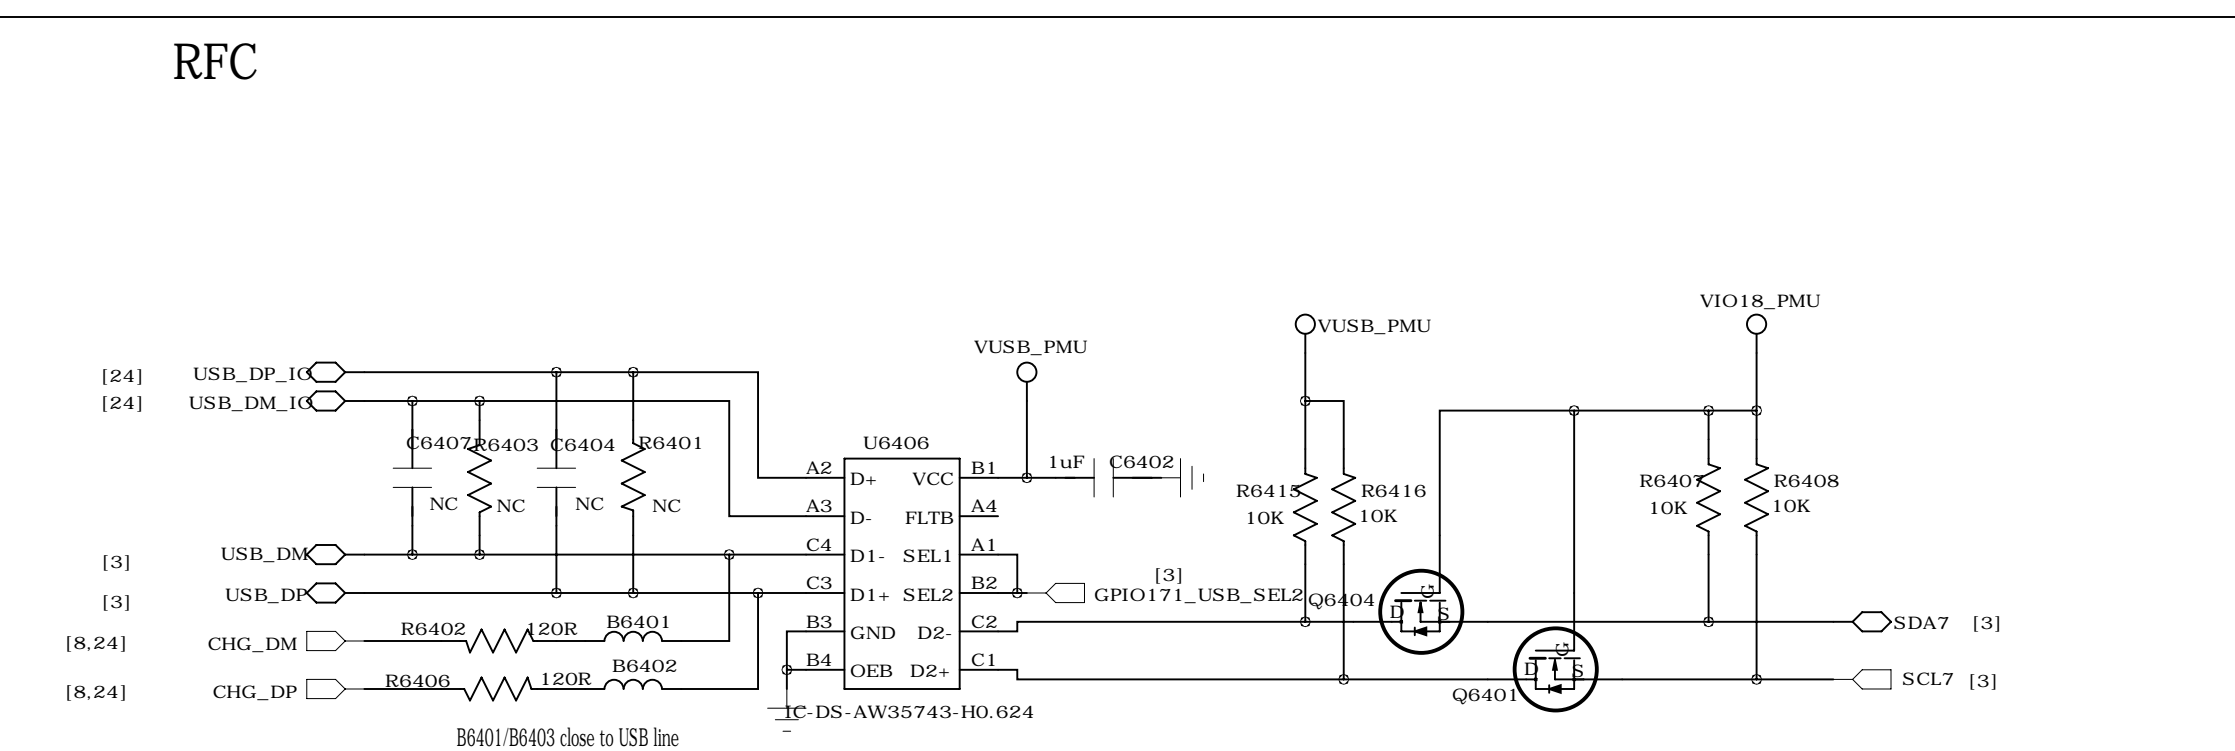 RFC
VIO18_PMU
VUSB_PMU
VUSB_PMU
[24] USB_DP_IO
[24] USB_DM_IO
C6407 R6403 C6404 R6401
NC NC NC NC
U6406
A2 D+ VCC B1 1uF C6402
A3 D- FLTB A4
C4 D1- SEL1 A1
C3 D1+ SEL2 B2
B3 GND D2- C2
B4 OEB D2+ C1
IC-DS-AW35743-H0.624
R6415 10K
R6416 10K
R6407 10K
R6408 10K
[3] USB_DM
[3] USB_DP
[3]
GPIO171_USB_SEL2
Q6404
D G S
SDA7 [3]
Q6401
D G S
SCL7 [3]
[8,24] CHG_DM R6402 120R B6401
[8,24] CHG_DP R6406 120R B6402
B6401/B6403 close to USB line